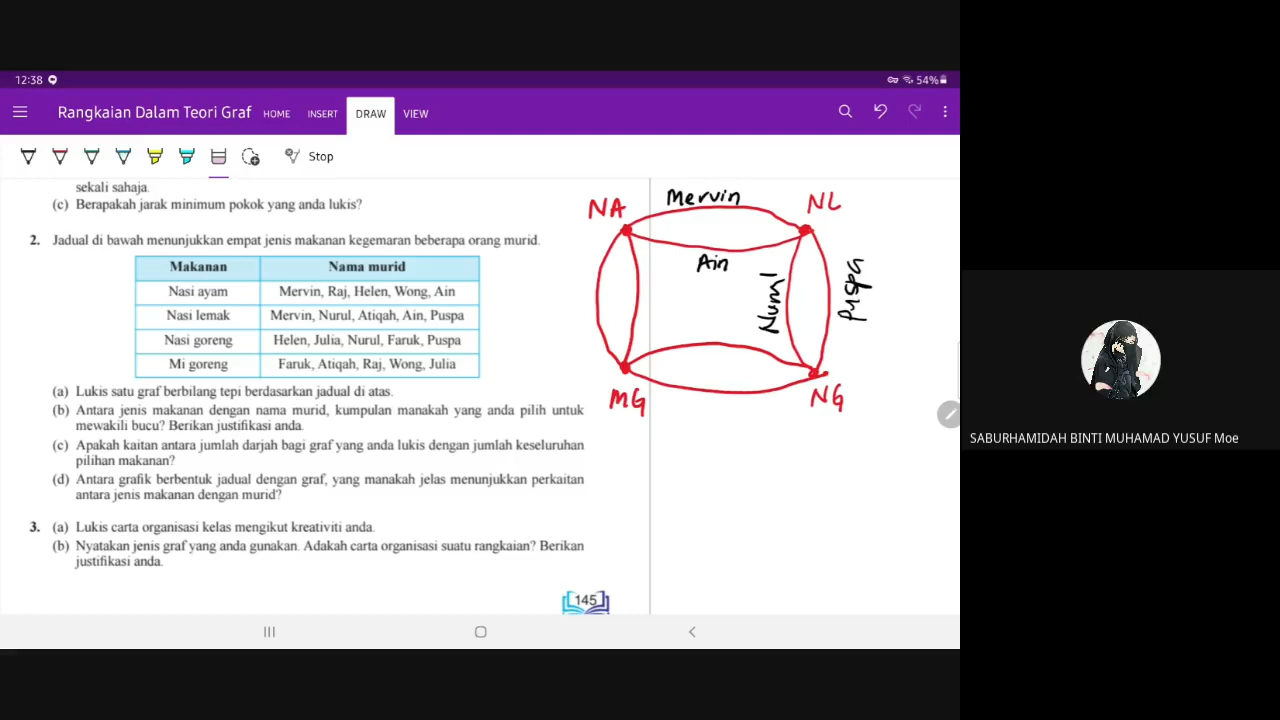 12:38
54%
Rangkaian Dalam Teori Graf
HOME
INSERT
DRAW
VIEW
Stop
sekali sahaja.
(c) Berapakah jarak minimum pokok yang anda lukis?
2. Jadual di bawah menunjukkan empat jenis makanan kegemaran beberapa orang murid.
Makanan Nama murid
Nasi ayam Mervin, Raj, Helen, Wong, Ain
Nasi lemak Mervin, Nurul, Atiqah, Ain, Puspa
Nasi goreng Helen, Julia, Nurul, Faruk, Puspa
Mi goreng Faruk, Atiqah, Raj, Wong, Julia
(a) Lukis satu graf berbilang tepi berdasarkan jadual di atas.
(b) Antara jenis makanan dengan nama murid, kumpulan manakah yang anda pilih untuk
mewakili bucu? Berikan justifikasi anda.
(c) Apakah kaitan antara jumlah darjah bagi graf yang anda lukis dengan jumlah keseluruhan
pilihan makanan?
(d) Antara grafik berbentuk jadual dengan graf, yang manakah jelas menunjukkan perkaitan
antara jenis makanan dengan murid?
3. (a) Lukis carta organisasi kelas mengikut kreativiti anda.
(b) Nyatakan jenis graf yang anda gunakan. Adakah carta organisasi suatu rangkaian? Berikan
justifikasi anda.
145
NA
Mervin
NL
Ain
Nurul
Puspa
MG
NG
SABURHAMIDAH BINTI MUHAMAD YUSUF Moe